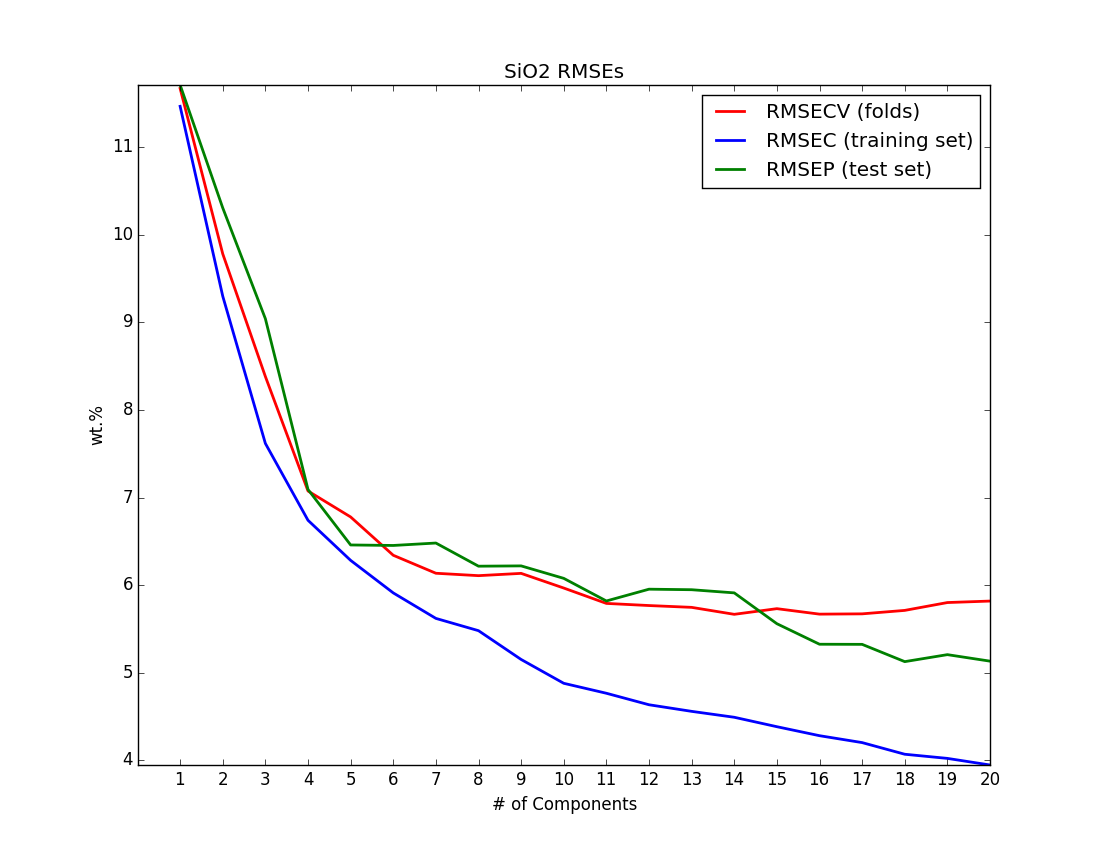 SiO2 RMSEs
RMSECV (folds)
RMSEC (training set)
RMSEP (test set)
11
10
9
8
7
6
5
4
wt.%
1 2 3 4 5 6 7 8 9 10 11 12 13 14 15 16 17 18 19 20
# of Components